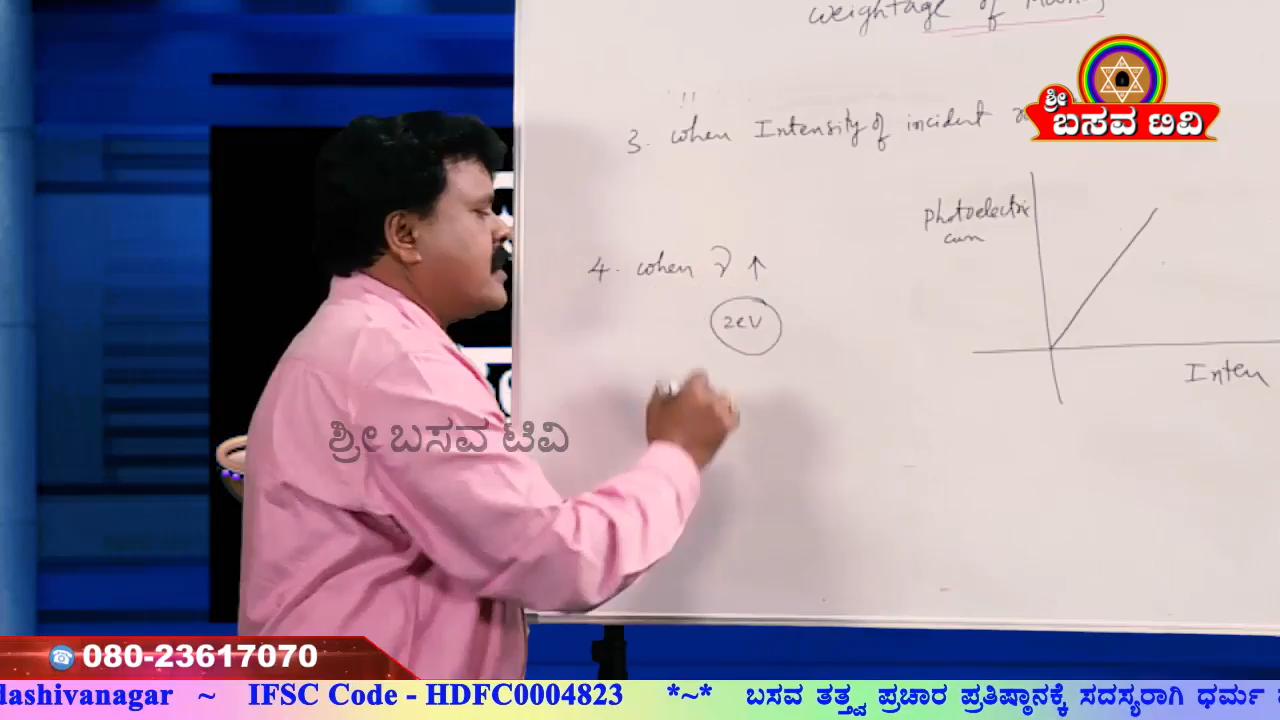 weightage of
ಶ್ರೀ
ಬಸವ ಟಿವಿ
3. when Intensity of incident
photoelectric
curr
4. when ν ↑
2eV
Inten
ಶ್ರೀ ಬಸವ ಟಿವಿ
080-23617070
dashivanagar ~ IFSC Code - HDFC0004823 *~* ಬಸವ ತತ್ತ್ವ ಪ್ರಚಾರ ಪ್ರತಿಷ್ಠಾನಕ್ಕೆ ಸದಸ್ಯರಾಗಿ ಧರ್ಮ